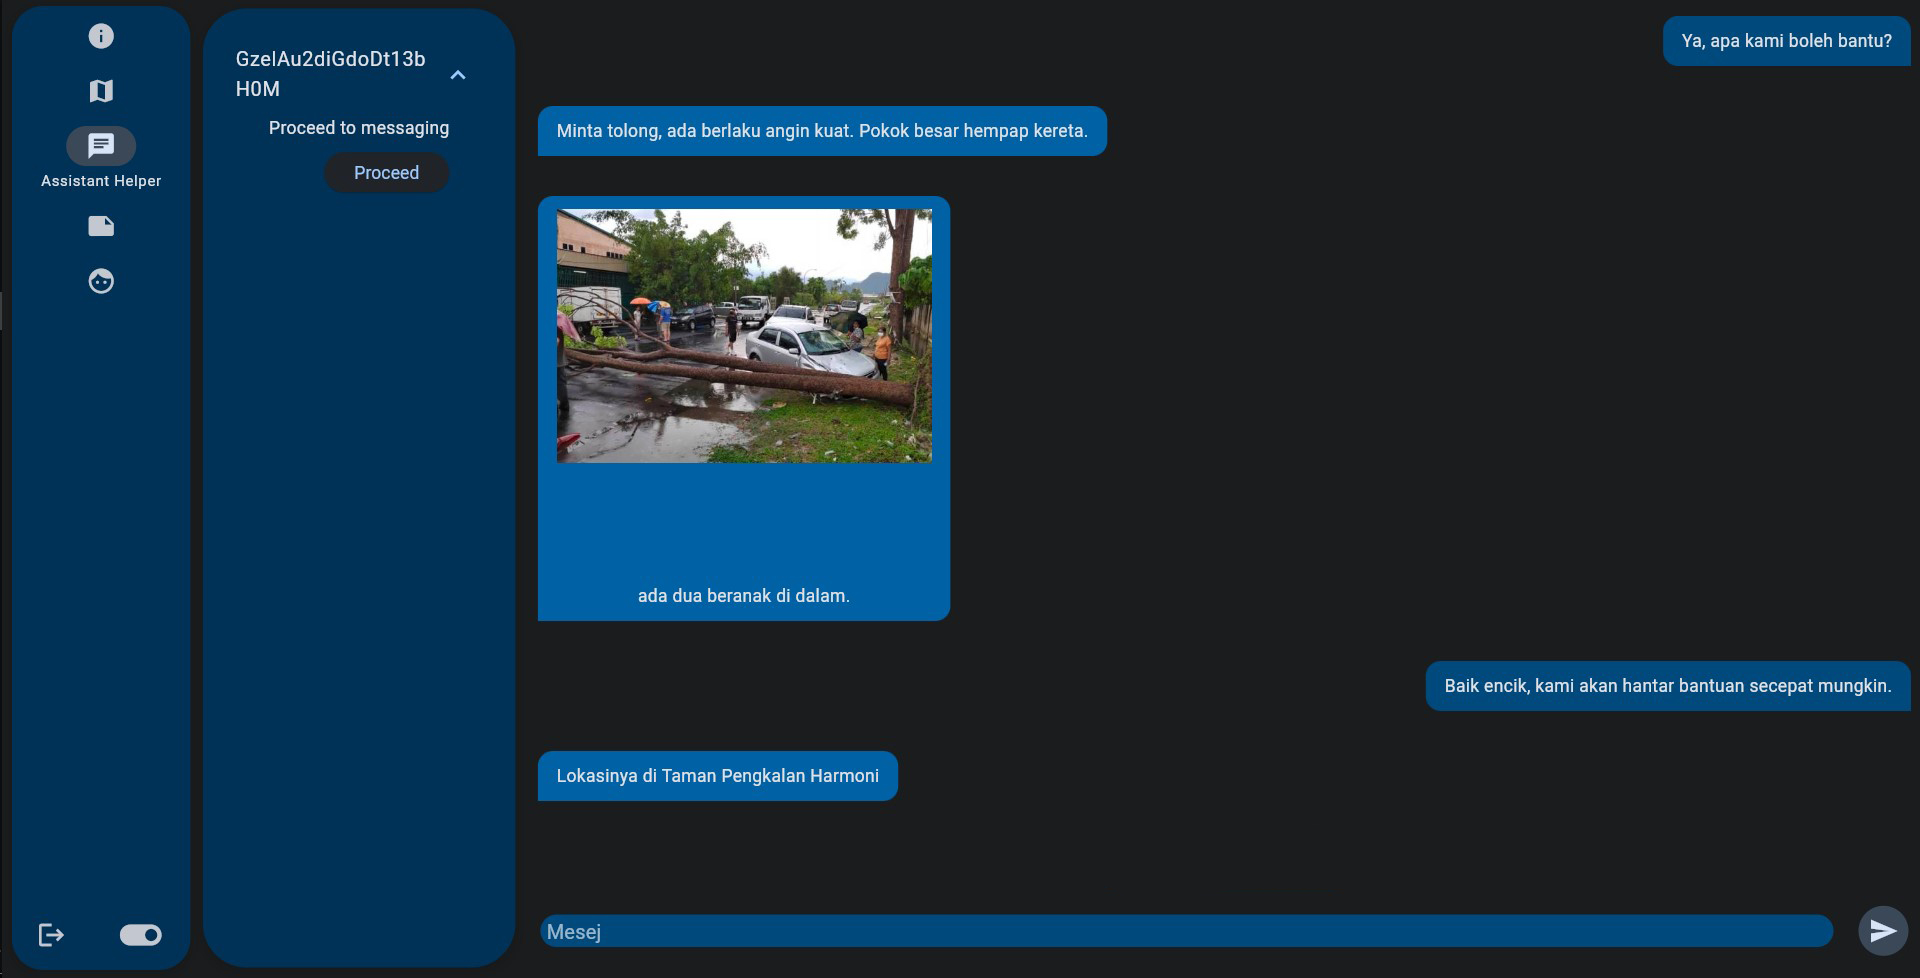 Assistant Helper
GzelAu2diGdoDt13b
H0M
Proceed to messaging
Proceed
Ya, apa kami boleh bantu?
Minta tolong, ada berlaku angin kuat. Pokok besar hempap kereta.
ada dua beranak di dalam.
Baik encik, kami akan hantar bantuan secepat mungkin.
Lokasinya di Taman Pengkalan Harmoni
Mesej